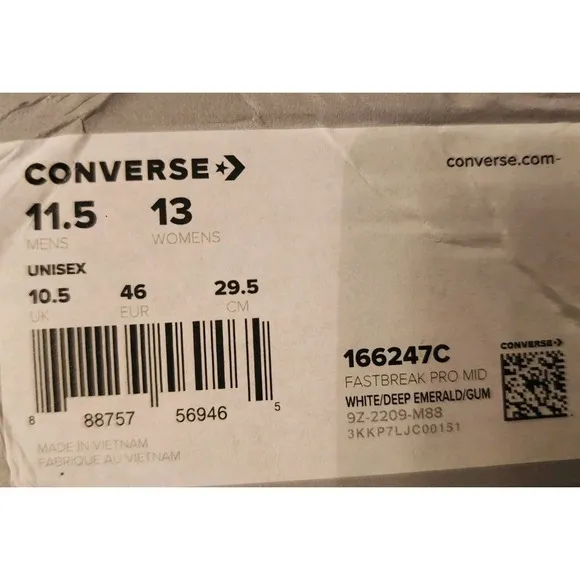 CONVERSE
converse.com-
11.5 13
MENS WOMENS
UNISEX
10.5 46 29.5
UK EUR CM
8 88757 56946 5
MADE IN VIETNAM
FABRIQUE AU VIETNAM
CONVERSE
166247C
FASTBREAK PRO MID
WHITE/DEEP EMERALD/GUM
9Z-2209-M88
3KKP7LJC00151